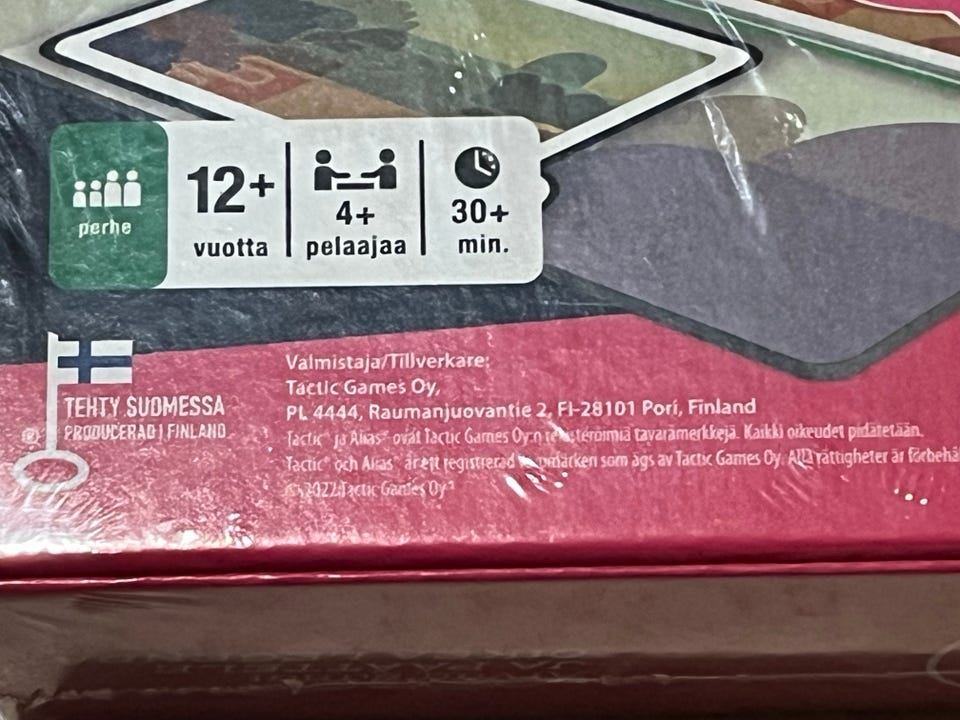 perhe
12+
vuotta
4+
pelaajaa
30+
min.
TEHTY SUOMESSA
PRODUCERAD I FINLAND
Valmistaja/Tillverkare:
Tactic Games Oy,
PL 4444, Raumanjuovantie 2, FI-28101 Pori, Finland
Tactic® ja Alias® ovat Tactic Games Oy:n rekisteröimiä tavaramerkkejä. Kaikki oikeudet pidätetään.
Tactic® och Alias® är ett registrerad som ägs av Tactic Games Oy. Alla rättigheter är förbehå
© 2022 Tactic Games Oy